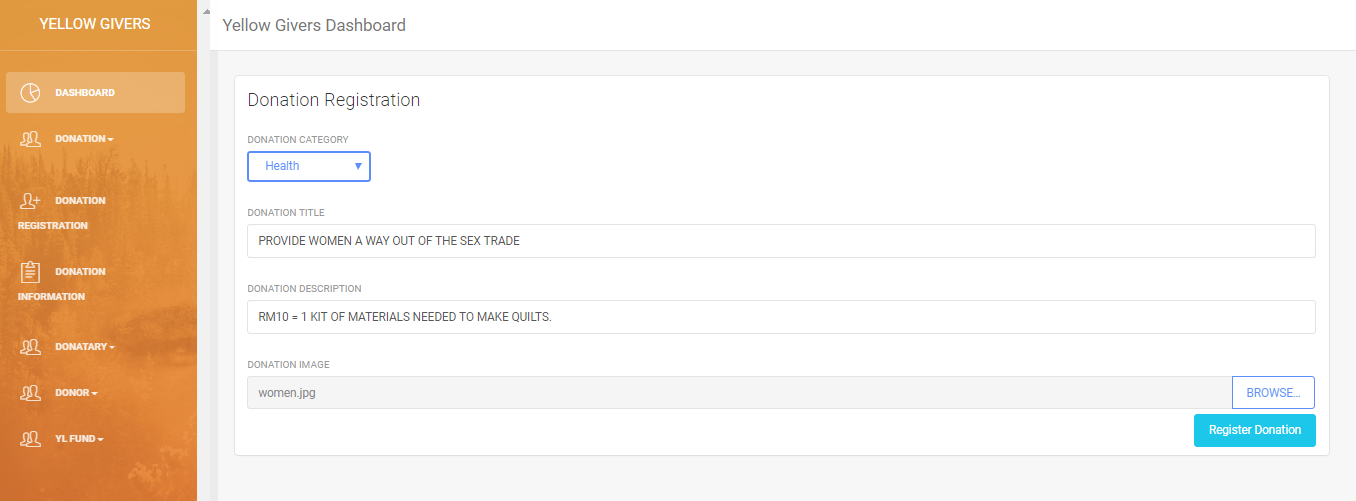 YELLOW GIVERS
Yellow Givers Dashboard
DASHBOARD
DONATION
DONATION
REGISTRATION
DONATION
INFORMATION
DONATARY
DONOR
YL FUND
Donation Registration
DONATION CATEGORY
Health
DONATION TITLE
PROVIDE WOMEN A WAY OUT OF THE SEX TRADE
DONATION DESCRIPTION
RM10 = 1 KIT OF MATERIALS NEEDED TO MAKE QUILTS.
DONATION IMAGE
women.jpg BROWSE...
Register Donation